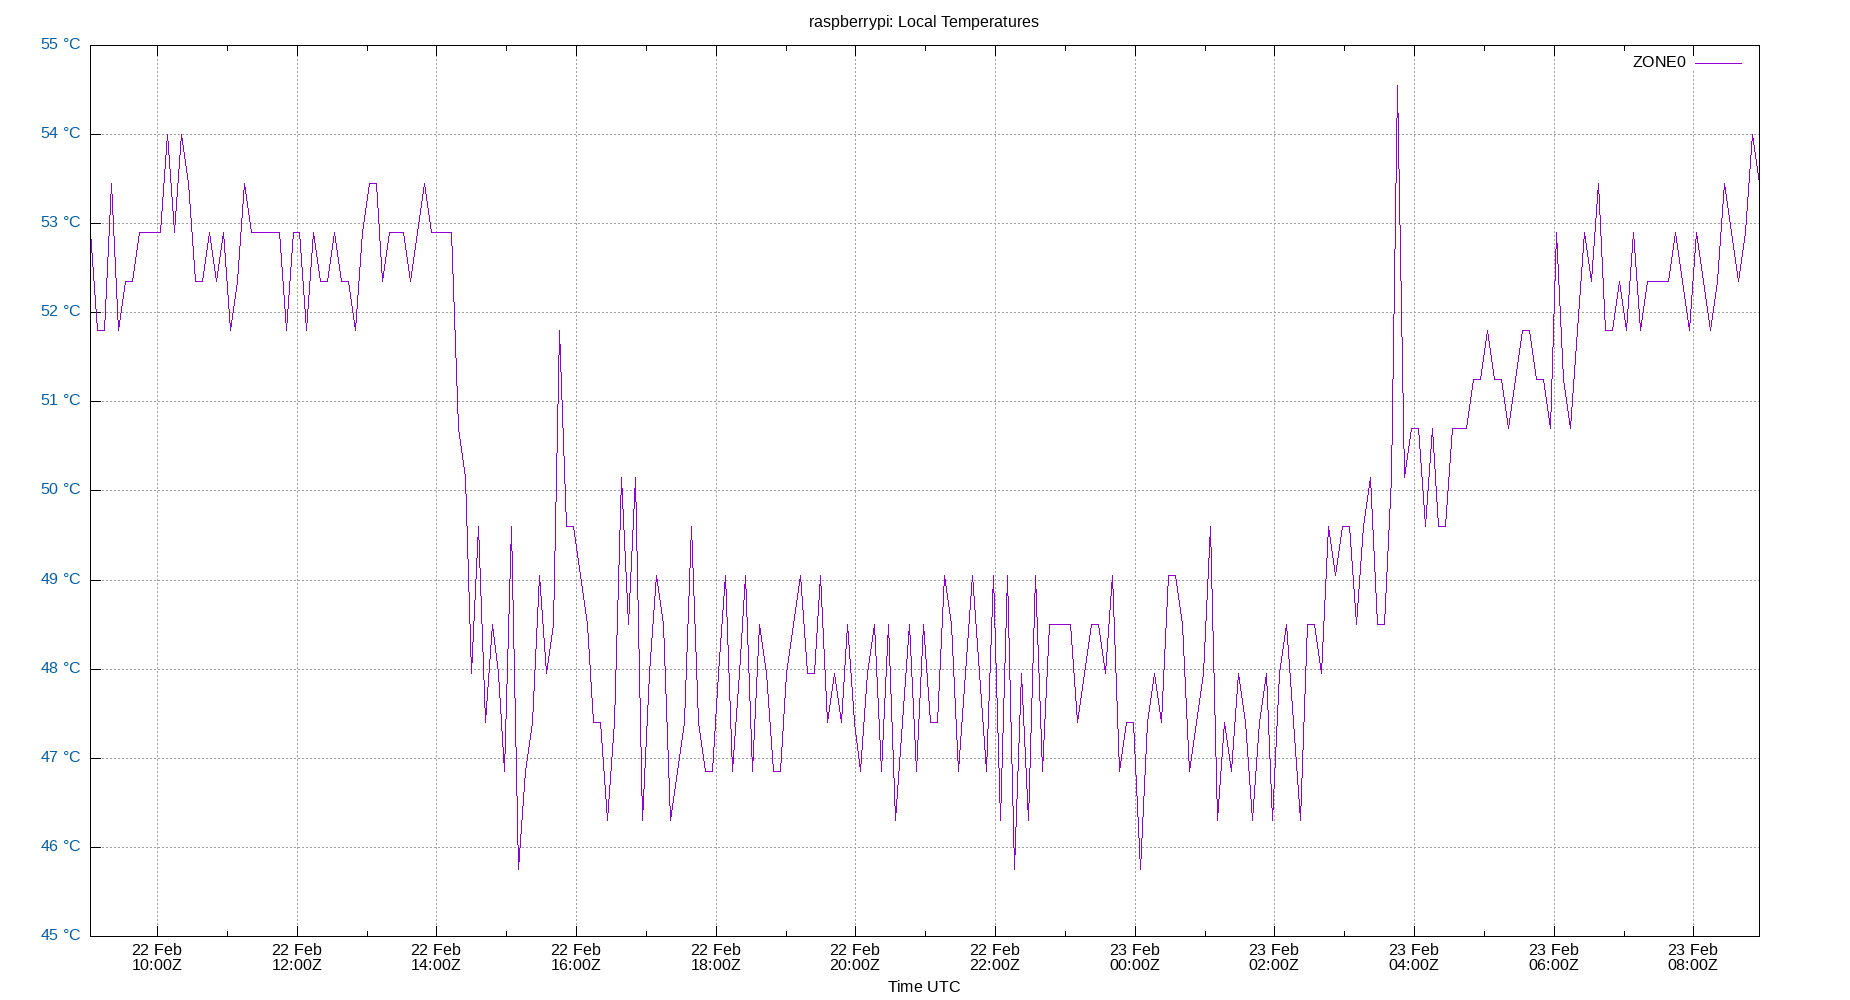 raspberrypi: Local Temperatures
ZONE0
55 °C
54 °C
53 °C
52 °C
51 °C
50 °C
49 °C
48 °C
47 °C
46 °C
45 °C
22 Feb 22 Feb 22 Feb 22 Feb 22 Feb 22 Feb 22 Feb 23 Feb 23 Feb 23 Feb 23 Feb 23 Feb
10:00Z 12:00Z 14:00Z 16:00Z 18:00Z 20:00Z 22:00Z 00:00Z 02:00Z 04:00Z 06:00Z 08:00Z
Time UTC